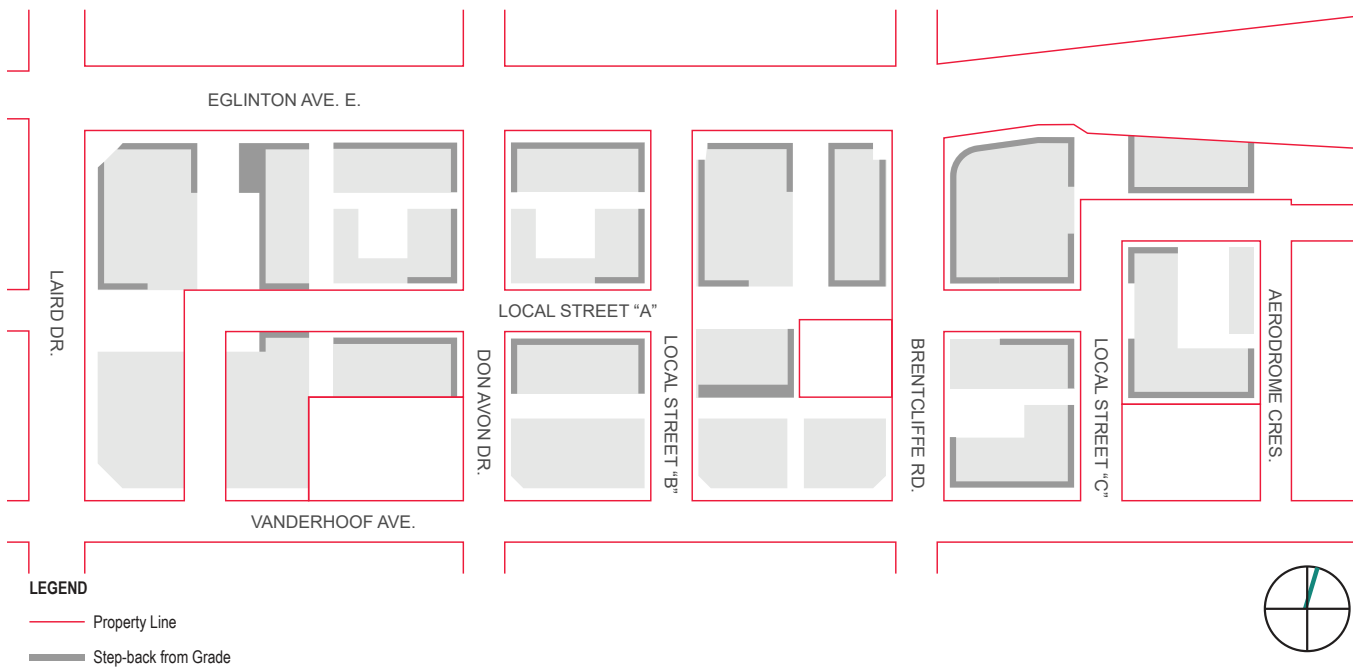 EGLINTON AVE. E.
LAIRD DR.
LOCAL STREET “A”
DON AVON DR.
LOCAL STREET “B”
BRENTCLIFFE RD.
LOCAL STREET “C”
AERODROME CRES.
VANDERHOOF AVE.
LEGEND
Property Line
Step-back from Grade